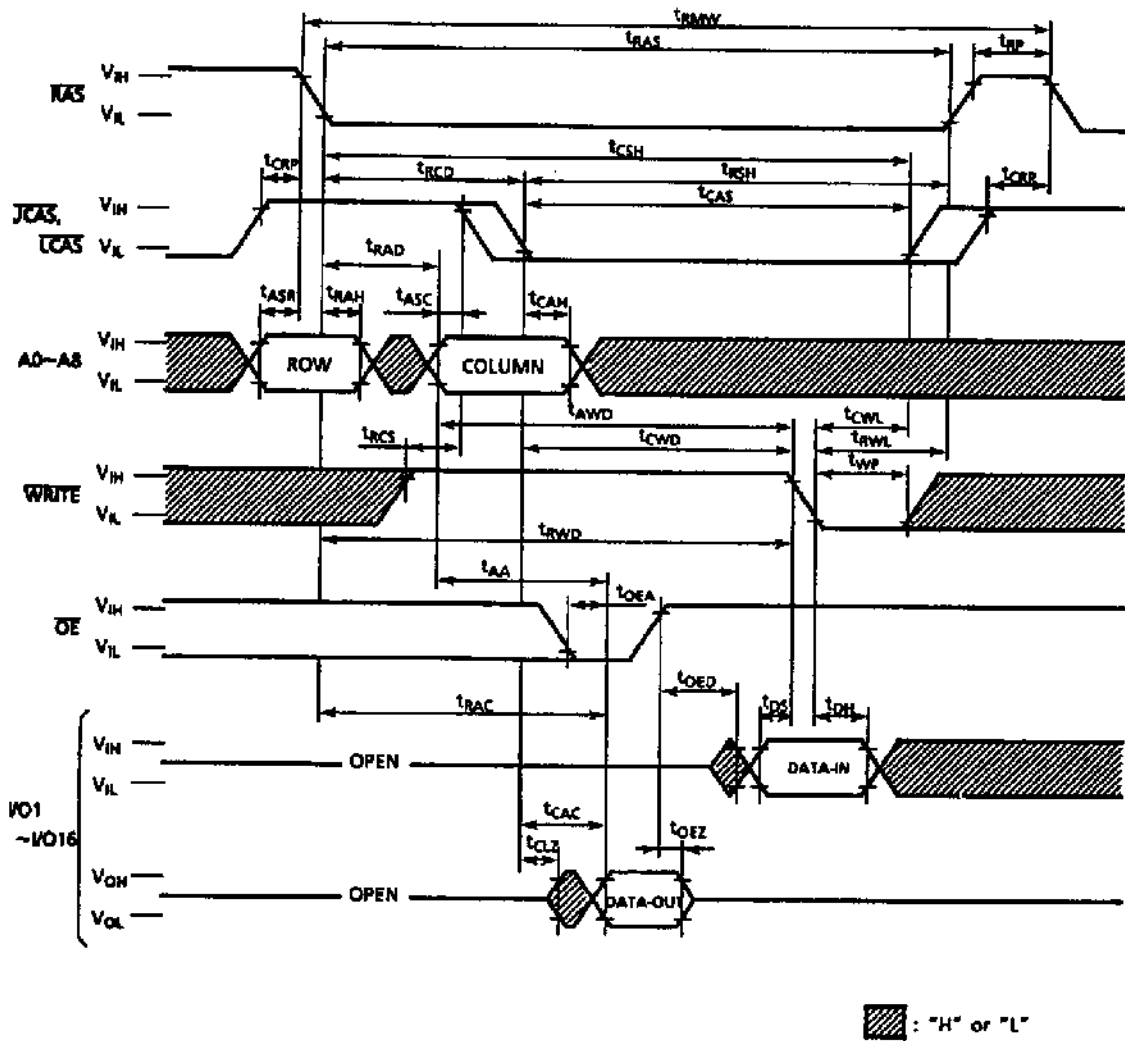 tRMW
tRAS
tRP
RAS
VIH
VIL
tCSH
tCRP
tRCD
tRSH
tCRP
tCAS
UCAS,
LCAS
VIH
VIL
tRAD
tASR
tRAH
tASC
tCAH
A0~A8
VIH
VIL
ROW
COLUMN
tAWD
tCWL
tRCS
tCWD
tRWL
tWP
WRITE
VIH
VIL
tRWD
tAA
tOEA
OE
VIH
VIL
tOED
tRAC
tDS
tDH
VIH
VIL
OPEN
DATA-IN
I/O1
~I/O16
tCAC
tOEZ
tCLZ
VOH
VOL
OPEN
DATA-OUT
: "H" or "L"